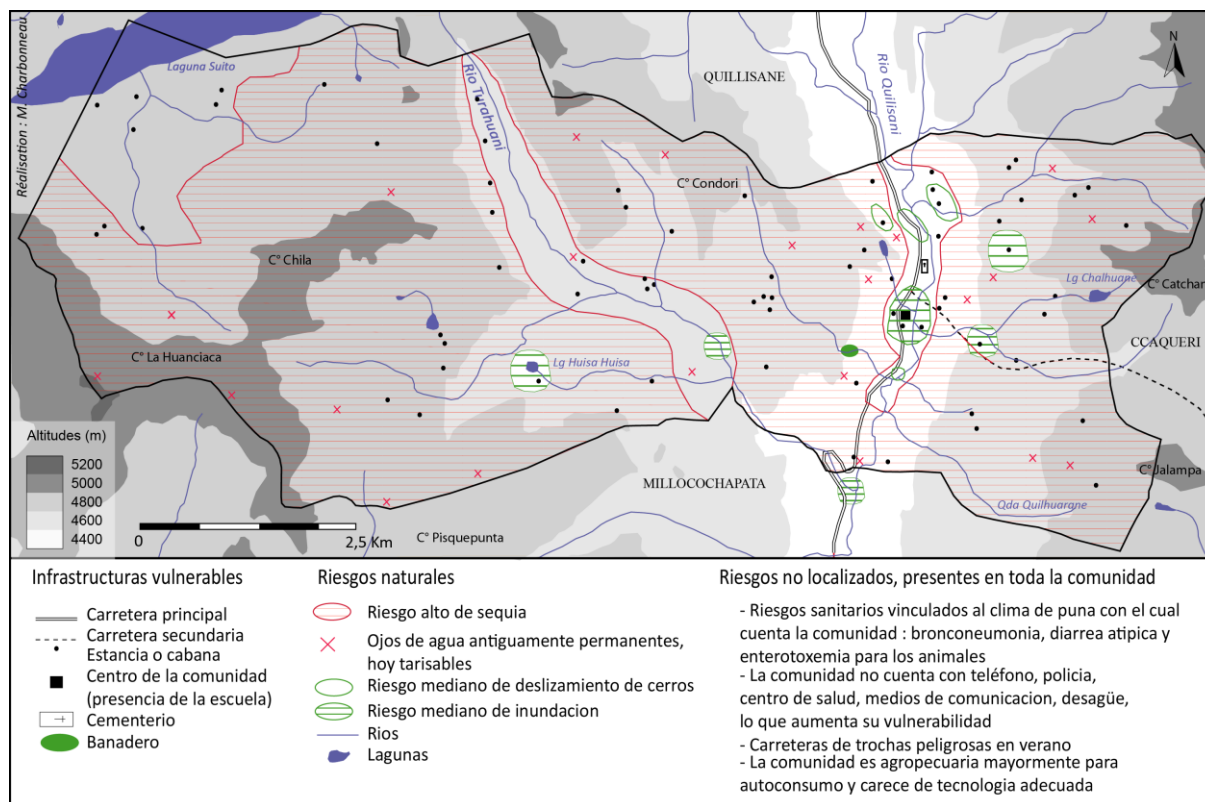 Réalisation : M. Charbonneau
Laguna Suito
Rio Turahuani
QUILLISANE
Rio Quilisani
N
C° Condori
C° Chila
Lg Chalhuane
C° Catchar
C° La Huanciaca
Lg Huisa Huisa
CCAQUERI
Altitudes (m)
5200
5000
4800
4600
4400
0 2,5 Km
MILLOCOCHAPATA
C° Jalampa
Qda Quilhuarane
C° Pisquepunta
Infrastructuras vulnerables
Carretera principal
Carretera secundaria
Estancia o cabana
Centro de la comunidad
(presencia de la escuela)
Cementerio
Banadero
Riesgos naturales
Riesgo alto de sequia
Ojos de agua antiguamente permanentes,
hoy tarisables
Riesgo mediano de deslizamiento de cerros
Riesgo mediano de inundacion
Rios
Lagunas
Riesgos no localizados, presentes en toda la comunidad
- Riesgos sanitarios vinculados al clima de puna con el cual
cuenta la comunidad : bronconeumonia, diarrea atipica y
enterotoxemia para los animales
- La comunidad no cuenta con teléfono, policia,
centro de salud, medios de comunicacion, desagüe,
lo que aumenta su vulnerabilidad
- Carreteras de trochas peligrosas en verano
- La comunidad es agropecuaria mayormente para
autoconsumo y carece de tecnologia adecuada